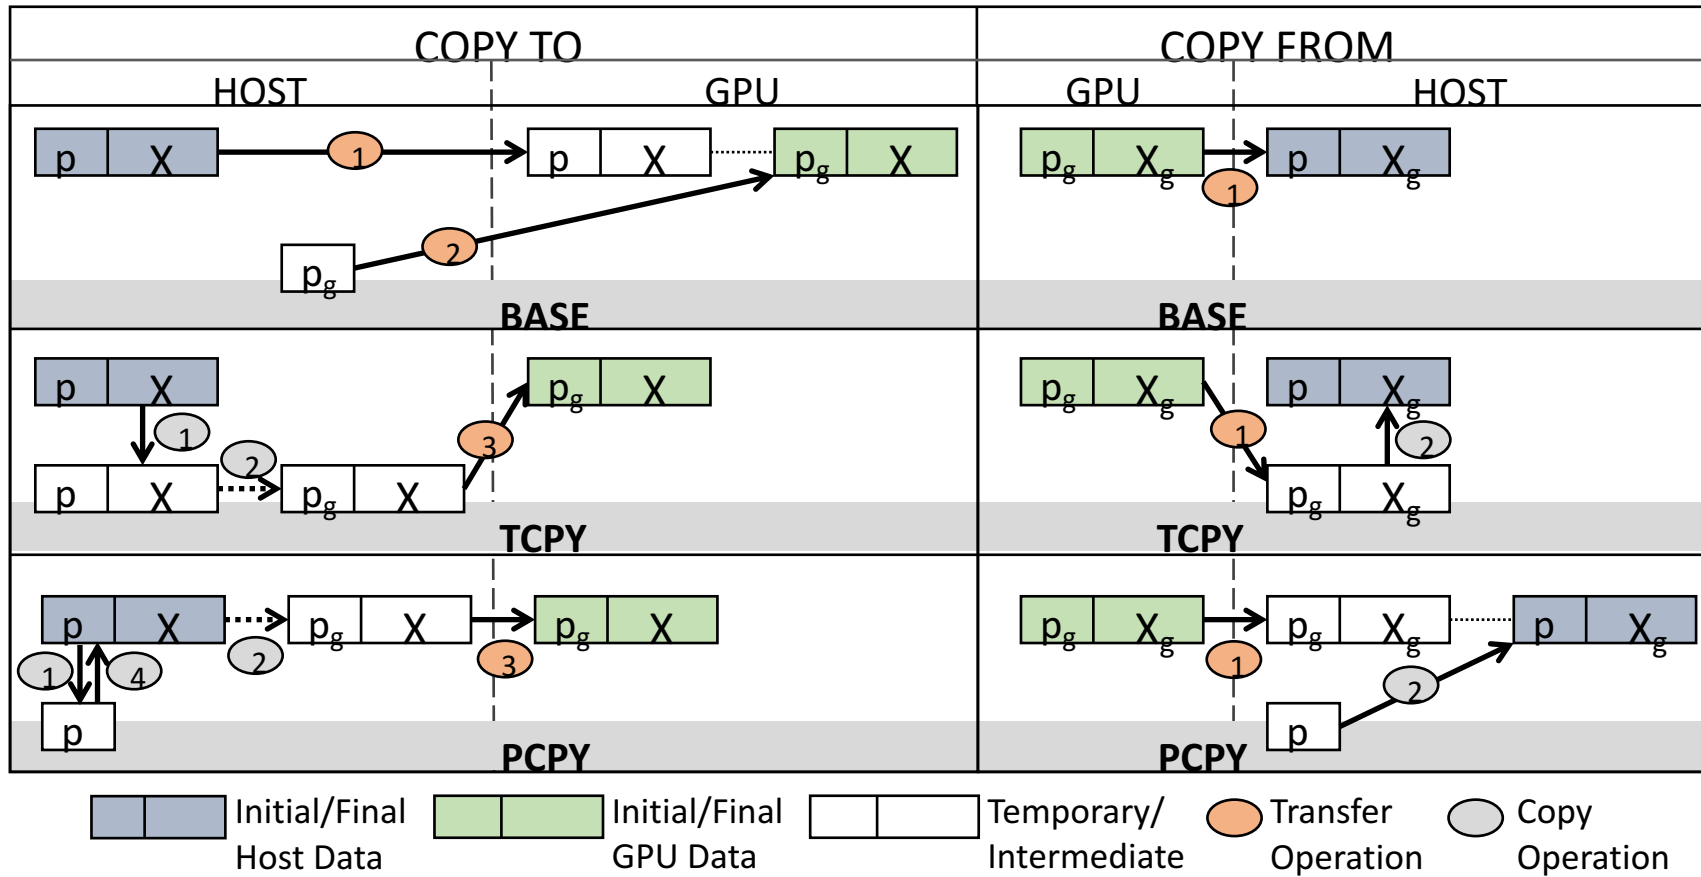 COPY TO COPY FROM
HOST GPU GPU HOST
p X 1 p X pg X pg Xg 1 p Xg
pg 2
BASE BASE
p X pg X pg Xg p Xg
1 3 1 2
2
p X pg X pg Xg
TCPY TCPY
p X pg X pg X pg Xg pg Xg p Xg
1 4 2 3 1 2
p p
PCPY PCPY
Initial/Final Initial/Final Temporary/ Transfer Copy
Host Data GPU Data Intermediate Operation Operation